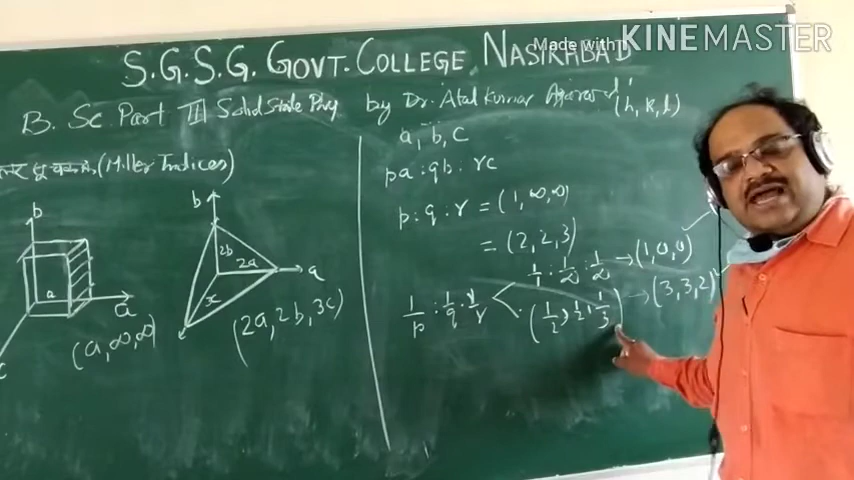 Made with KINEMASTER
S.G.S.G. GOVT. COLLEGE, NASIRABAD
B. Sc Part III Solid State Phy by Dr. Atal Kumar
(h, k, l)
(Miller Indices)
a, b, c
pa : qb : rc
p : q : r = (1, ∞, ∞)
= (2, 2, 3)
1/1 : 1/∞ : 1/∞ → (1, 0, 0) ✓
1/p : 1/q : 1/r
(1/2, 1/2, 1/3) → (3, 3, 2) ✓
b
a
a
c
(a, ∞, ∞)
b
2b
2a
a
x
(2a, 2b, 3c)